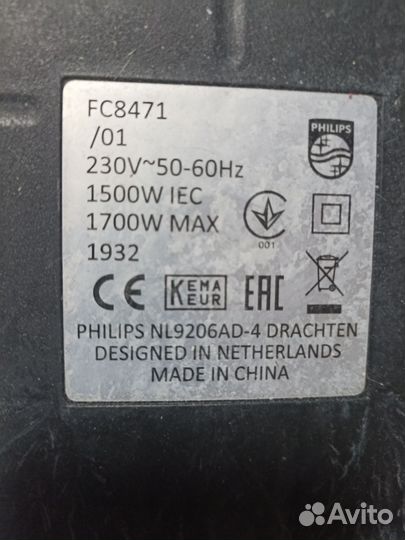 FC8471
/01
230V~50-60Hz
1500W IEC
1700W MAX
1932
PHILIPS
001
CE KEMA EUR EAC
PHILIPS NL9206AD-4 DRACHTEN
DESIGNED IN NETHERLANDS
MADE IN CHINA
Avito